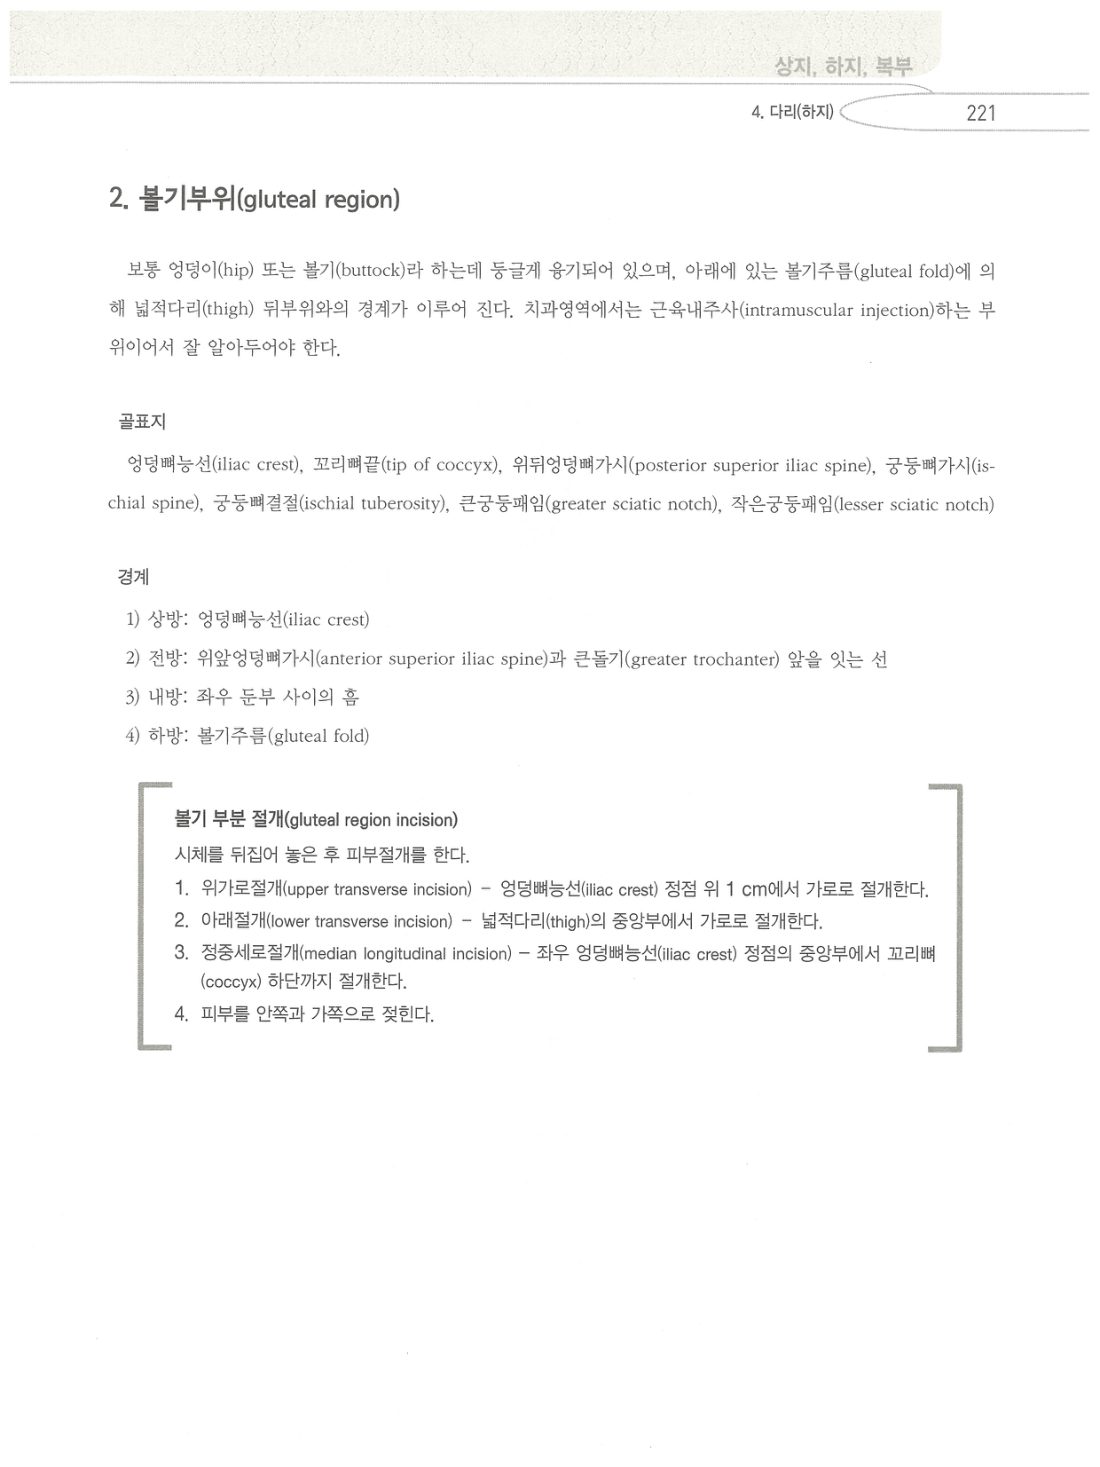 상지, 하지, 복부
4. 다리(하지)
221
2. 볼기부위(gluteal region)
보통 엉덩이(hip) 또는 볼기(buttock)라 하는데 둥글게 융기되어 있으며, 아래에 있는 볼기주름(gluteal fold)에 의
해 넓적다리(thigh) 뒤부위와의 경계가 이루어 진다. 치과영역에서는 근육내주사(intramuscular injection)하는 부
위이어서 잘 알아두어야 한다.
골표지
엉덩뼈능선(iliac crest), 꼬리뼈끝(tip of coccyx), 위뒤엉덩뼈가시(posterior superior iliac spine), 궁둥뼈가시(is-
chial spine), 궁둥뼈결절(ischial tuberosity), 큰궁둥패임(greater sciatic notch), 작은궁둥패임(lesser sciatic notch)
경계
1) 상방: 엉덩뼈능선(iliac crest)
2) 전방: 위앞엉덩뼈가시(anterior superior iliac spine)과 큰돌기(greater trochanter) 앞을 잇는 선
3) 내방: 좌우 둔부 사이의 홈
4) 하방: 볼기주름(gluteal fold)
볼기 부분 절개(gluteal region incision)
시체를 뒤집어 놓은 후 피부절개를 한다.
1. 위가로절개(upper transverse incision) - 엉덩뼈능선(iliac crest) 정점 위 1 cm에서 가로로 절개한다.
2. 아래절개(lower transverse incision) - 넓적다리(thigh)의 중앙부에서 가로로 절개한다.
3. 정중세로절개(median longitudinal incision) - 좌우 엉덩뼈능선(iliac crest) 정점의 중앙부에서 꼬리뼈
(coccyx) 하단까지 절개한다.
4. 피부를 안쪽과 가쪽으로 젖힌다.